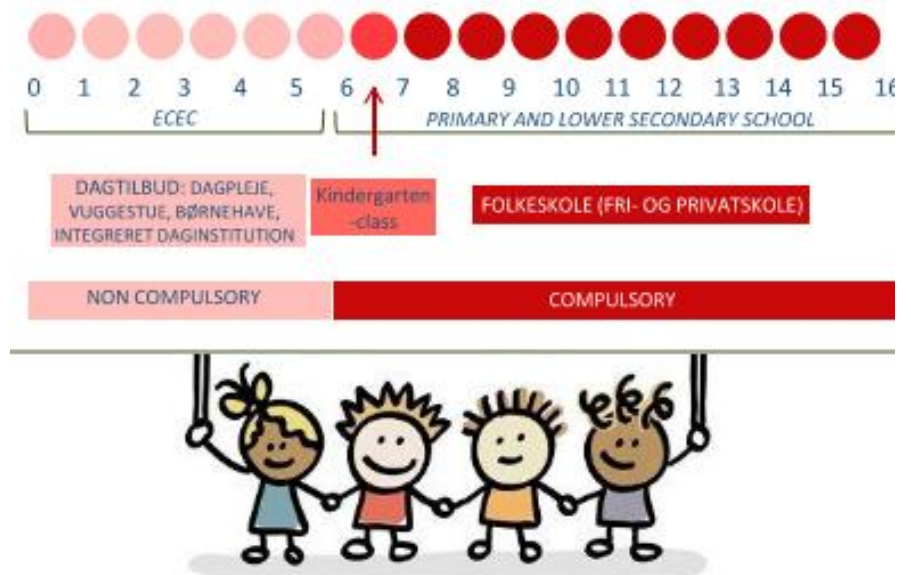 0 1 2 3 4 5 6 7 8 9 10 11 12 13 14 15 16
ECEC
PRIMARY AND LOWER SECONDARY SCHOOL
DAGTILBUD: DAGPLEJE,
VUGGESTUE, BØRNEHAVE,
INTEGRERET DAGINSTITUTION
Kindergarten
-class
FOLKESKOLE (FRI- OG PRIVATSKOLE)
NON COMPULSORY
COMPULSORY